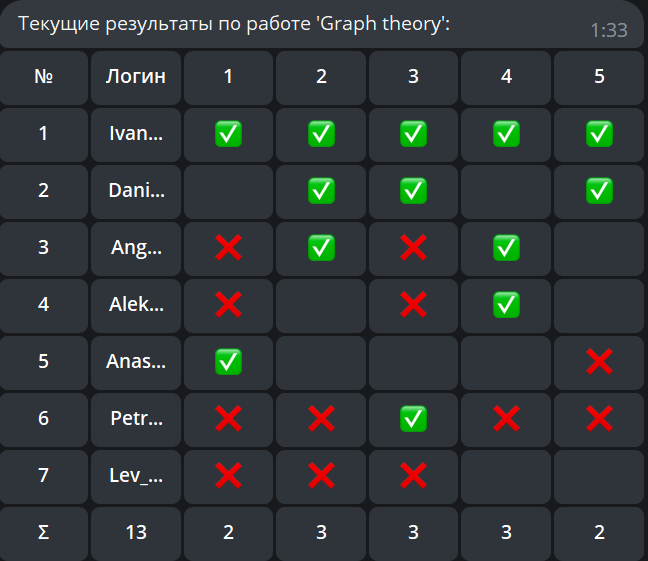 Текущие результаты по работе 'Graph theory':
1:33
№ Логин 1 2 3 4 5
1 Ivan... ✅ ✅ ✅ ✅ ✅
2 Dani... ✅ ✅ ✅
3 Ang... ❌ ✅ ❌ ✅
4 Alek... ❌ ❌ ✅
5 Anas... ✅ ❌
6 Petr... ❌ ❌ ✅ ❌ ❌
7 Lev_... ❌ ❌ ❌
Σ 13 2 3 3 3 2